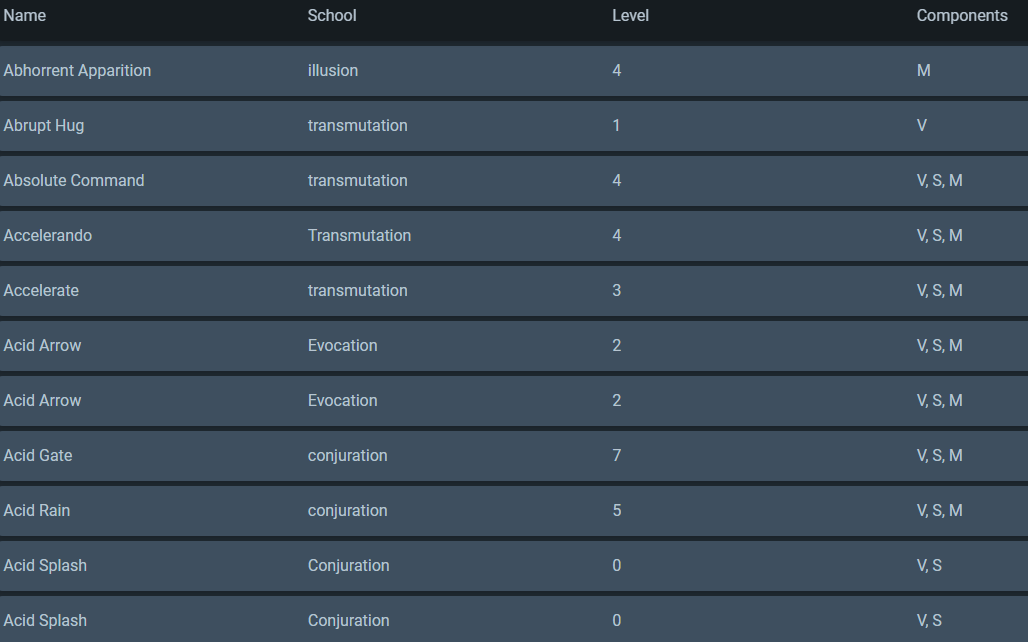 Name School Level Components
Abhorrent Apparition illusion 4 M
Abrupt Hug transmutation 1 V
Absolute Command transmutation 4 V, S, M
Accelerando Transmutation 4 V, S, M
Accelerate transmutation 3 V, S, M
Acid Arrow Evocation 2 V, S, M
Acid Arrow Evocation 2 V, S, M
Acid Gate conjuration 7 V, S, M
Acid Rain conjuration 5 V, S, M
Acid Splash Conjuration 0 V, S
Acid Splash Conjuration 0 V, S